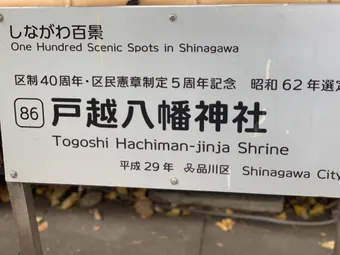 しながわ百景
One Hundred Scenic Spots in Shinagawa
区制40周年・区民憲章制定5周年記念 昭和62年選定
86 戸越八幡神社
Togoshi Hachiman-jinja Shrine
平成29年 品川区 Shinagawa City